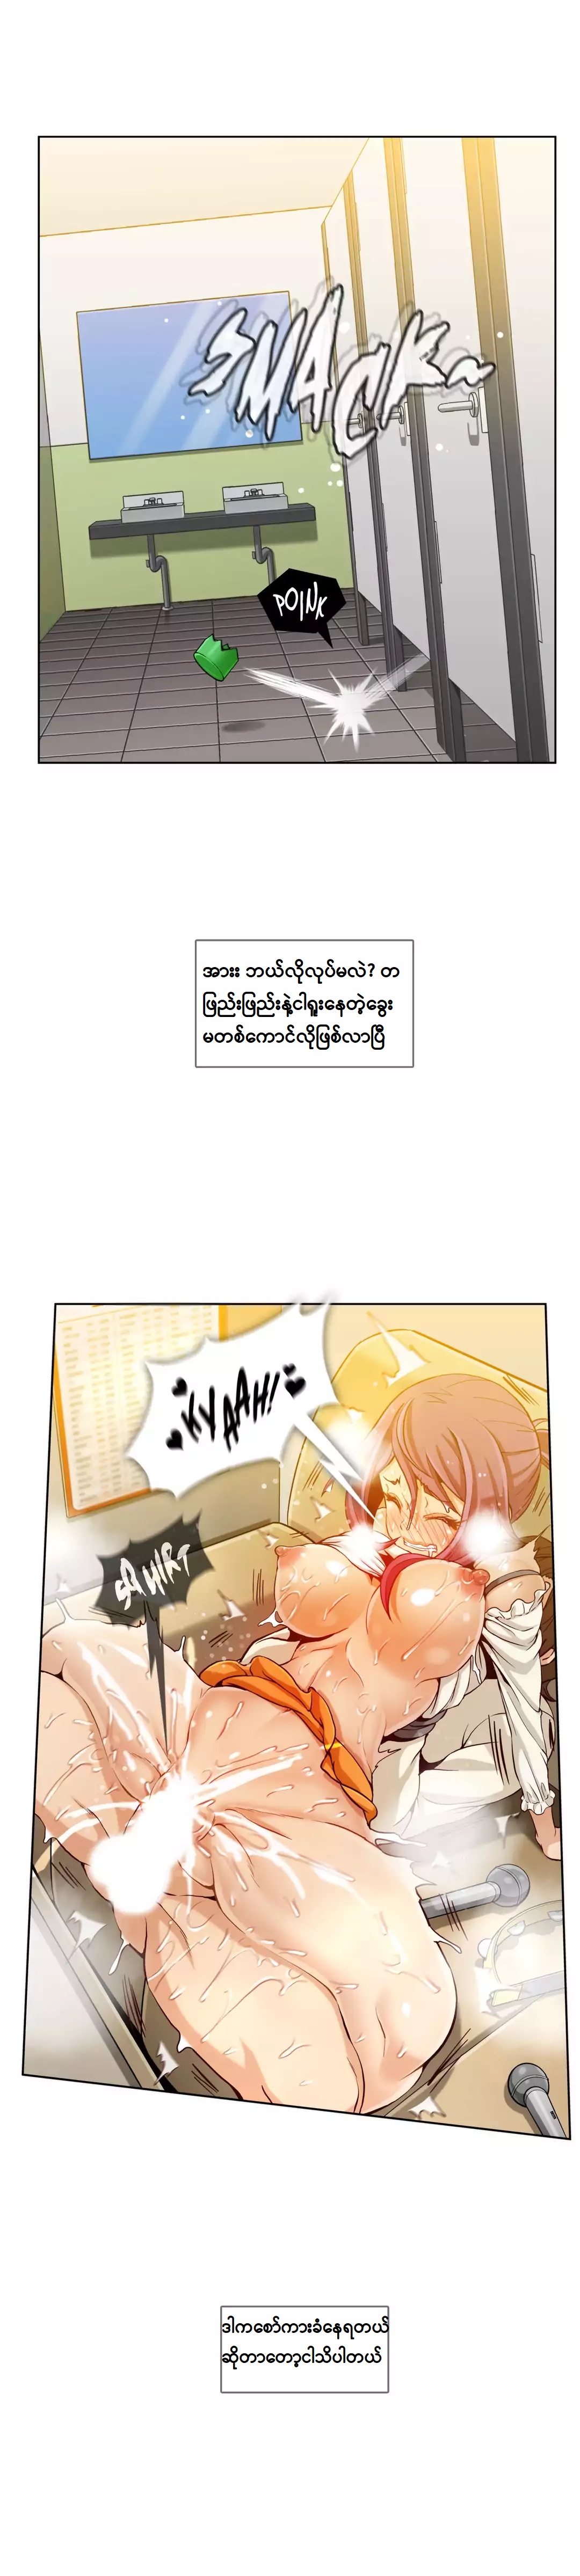 SMACK~
POINK
အားး ဘယ်လိုလုပ်မလဲ? တ
ဖြည်းဖြည်းနဲ့ငါရူးနေတဲ့ခွေး
မတစ်ကောင်လိုဖြစ်လာပြီ
KYAAH!
SQUIRT
ဒါကစော်ကားခံနေရတယ်
ဆိုတာတော့ငါသိပါတယ်